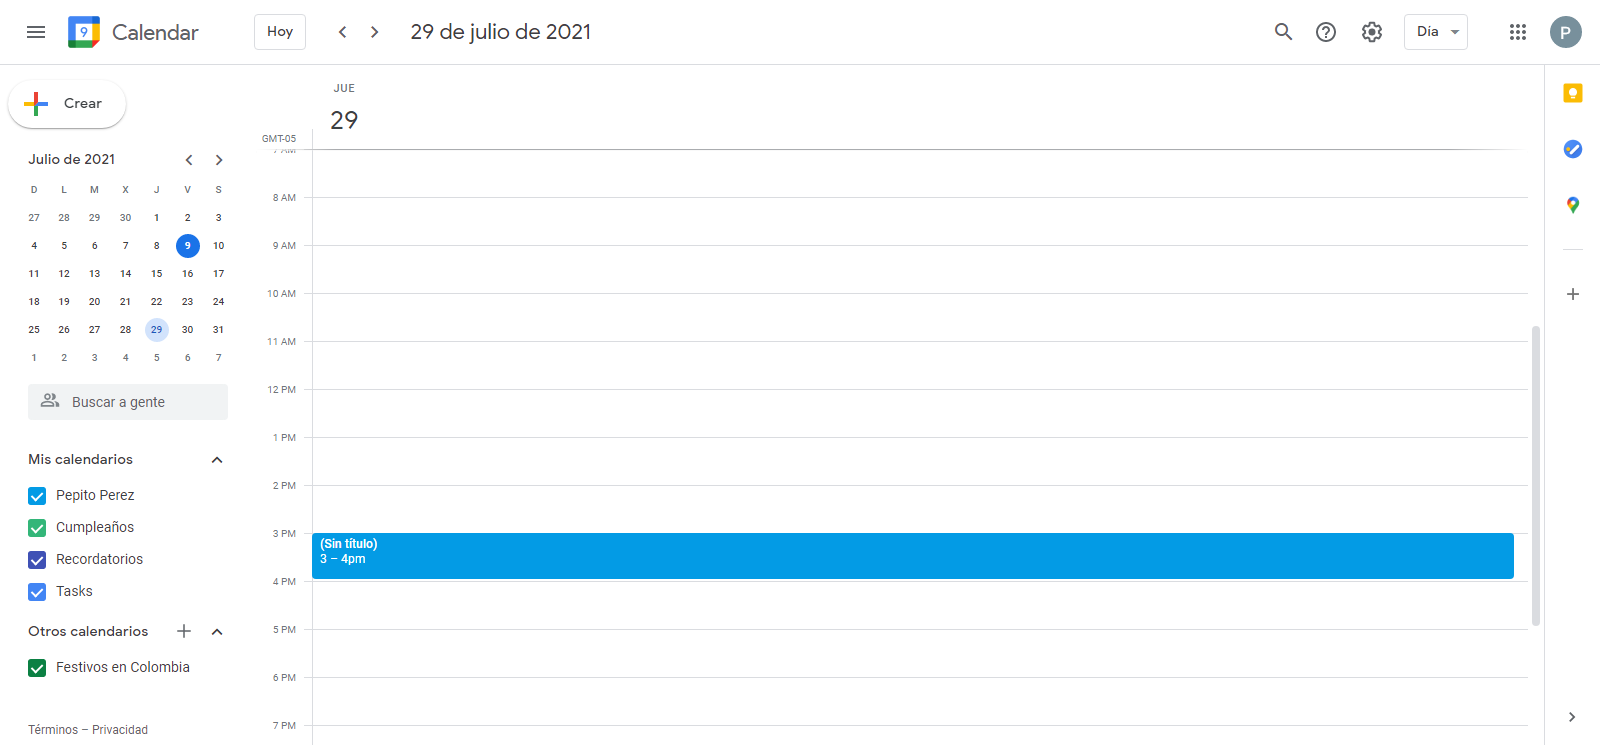 9 Calendar
Hoy
29 de julio de 2021
Día
P
Crear
Julio de 2021
D L M X J V S
27 28 29 30 1 2 3
4 5 6 7 8 9 10
11 12 13 14 15 16 17
18 19 20 21 22 23 24
25 26 27 28 29 30 31
1 2 3 4 5 6 7
Buscar a gente
Mis calendarios
Pepito Perez
Cumpleaños
Recordatorios
Tasks
Otros calendarios
Festivos en Colombia
Términos – Privacidad
JUE
29
GMT-05
7 AM
8 AM
9 AM
10 AM
11 AM
12 PM
1 PM
2 PM
3 PM
(Sin título)
3 – 4pm
4 PM
5 PM
6 PM
7 PM